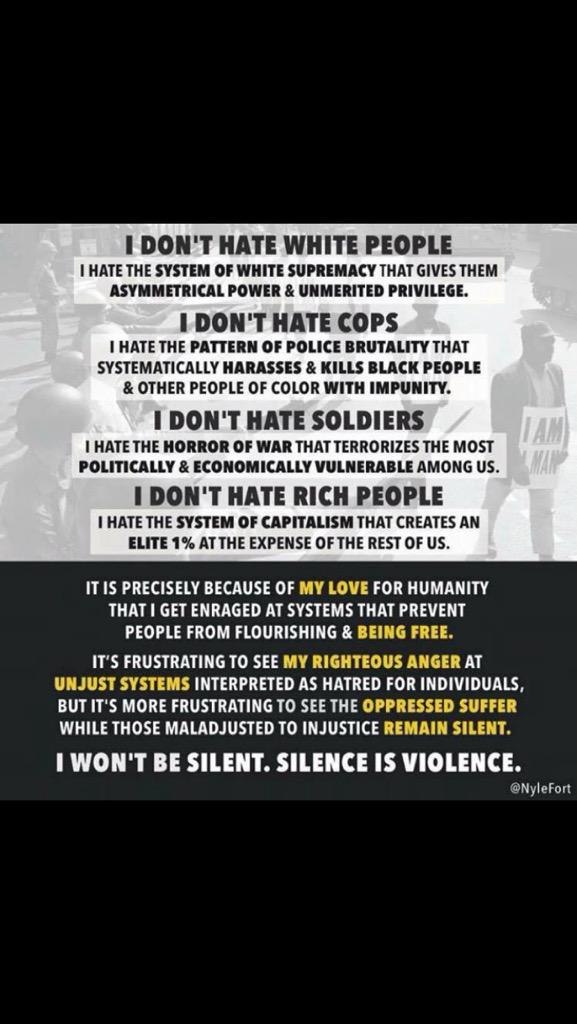 I DON'T HATE WHITE PEOPLE
I HATE THE SYSTEM OF WHITE SUPREMACY THAT GIVES THEM
ASYMMETRICAL POWER & UNMERITED PRIVILEGE.
I DON'T HATE COPS
I HATE THE PATTERN OF POLICE BRUTALITY THAT
SYSTEMATICALLY HARASSES & KILLS BLACK PEOPLE
& OTHER PEOPLE OF COLOR WITH IMPUNITY.
I DON'T HATE SOLDIERS
I HATE THE HORROR OF WAR THAT TERRORIZES THE MOST
POLITICALLY & ECONOMICALLY VULNERABLE AMONG US.
I DON'T HATE RICH PEOPLE
I HATE THE SYSTEM OF CAPITALISM THAT CREATES AN
ELITE 1% AT THE EXPENSE OF THE REST OF US.
I AM
MAN
IT IS PRECISELY BECAUSE OF MY LOVE FOR HUMANITY
THAT I GET ENRAGED AT SYSTEMS THAT PREVENT
PEOPLE FROM FLOURISHING & BEING FREE.
IT'S FRUSTRATING TO SEE MY RIGHTEOUS ANGER AT
UNJUST SYSTEMS INTERPRETED AS HATRED FOR INDIVIDUALS,
BUT IT'S MORE FRUSTRATING TO SEE THE OPPRESSED SUFFER
WHILE THOSE MALADJUSTED TO INJUSTICE REMAIN SILENT.
I WON'T BE SILENT. SILENCE IS VIOLENCE.
@NyleFort